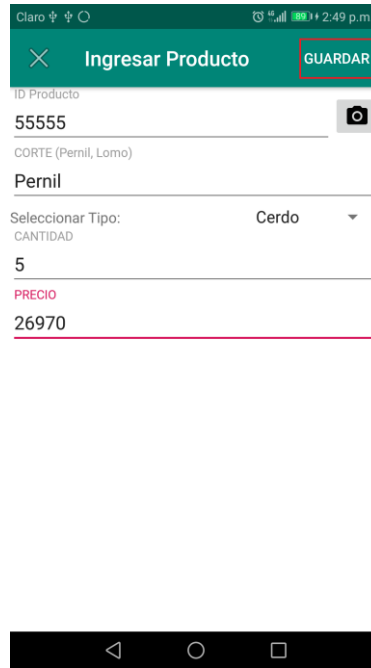 Claro 89 2:49 p.m.
Ingresar Producto GUARDAR
ID Producto
55555
CORTE (Pernil, Lomo)
Pernil
Seleccionar Tipo: Cerdo
CANTIDAD
5
PRECIO
26970